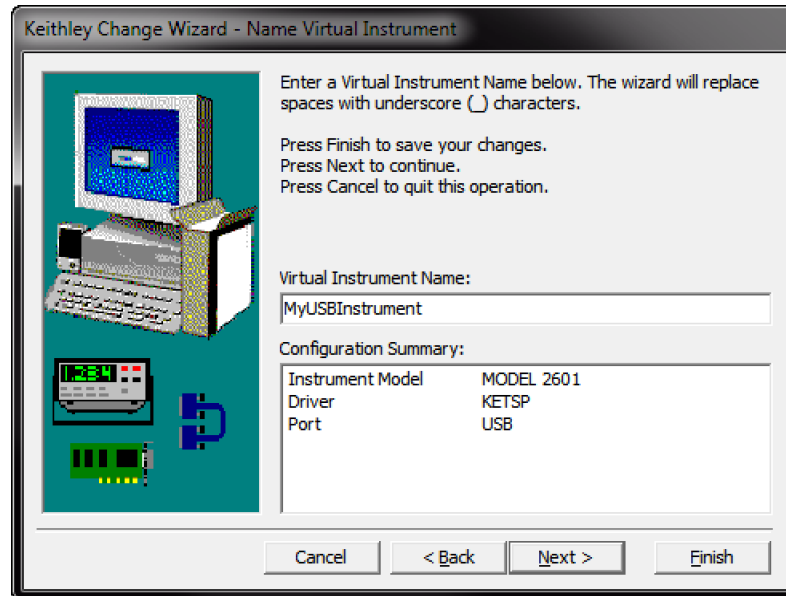 Keithley Change Wizard - Name Virtual Instrument
Enter a Virtual Instrument Name below. The wizard will replace
spaces with underscore (_) characters.
Press Finish to save your changes.
Press Next to continue.
Press Cancel to quit this operation.
Virtual Instrument Name:
MyUSBInstrument
Configuration Summary:
Instrument Model MODEL 2601
Driver KETSP
Port USB
1.234
Cancel < Back Next > Finish